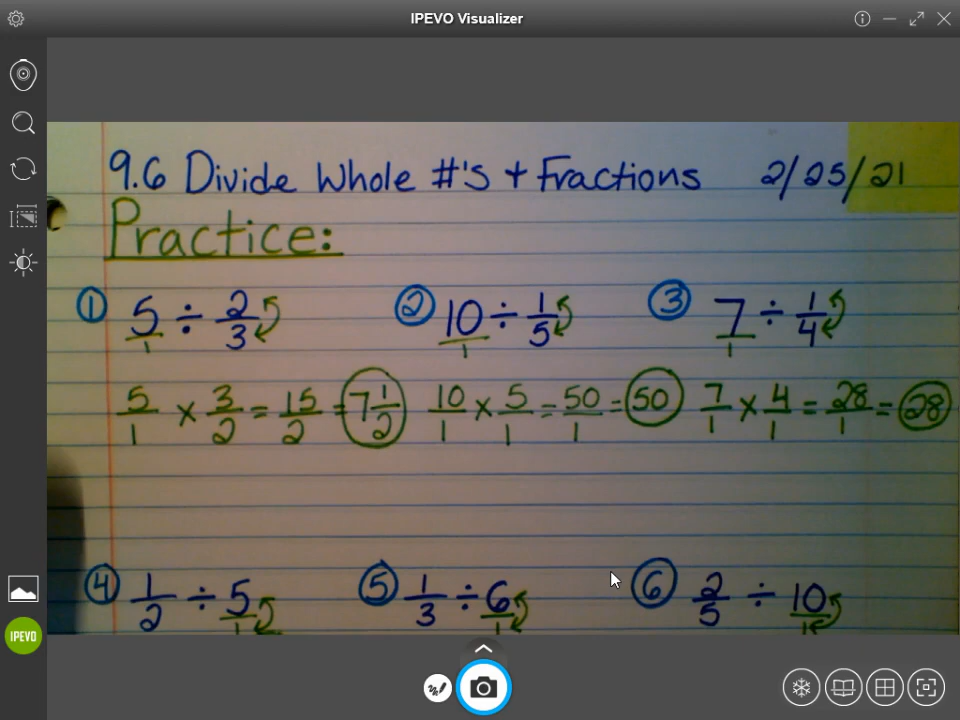 IPEVO Visualizer
9.6 Divide Whole #'s + Fractions 2/25/21
Practice:
① 5/1 ÷ 2/3 ② 10/1 ÷ 1/5 ③ 7/1 ÷ 1/4
5/1 × 3/2 = 15/2 = 7 1/2 10/1 × 5/1 = 50/1 = 50 7/1 × 4/1 = 28/1 = 28
④ 1/2 ÷ 5/1 ⑤ 1/3 ÷ 6/1 ⑥ 2/5 ÷ 10/1
IPEVO